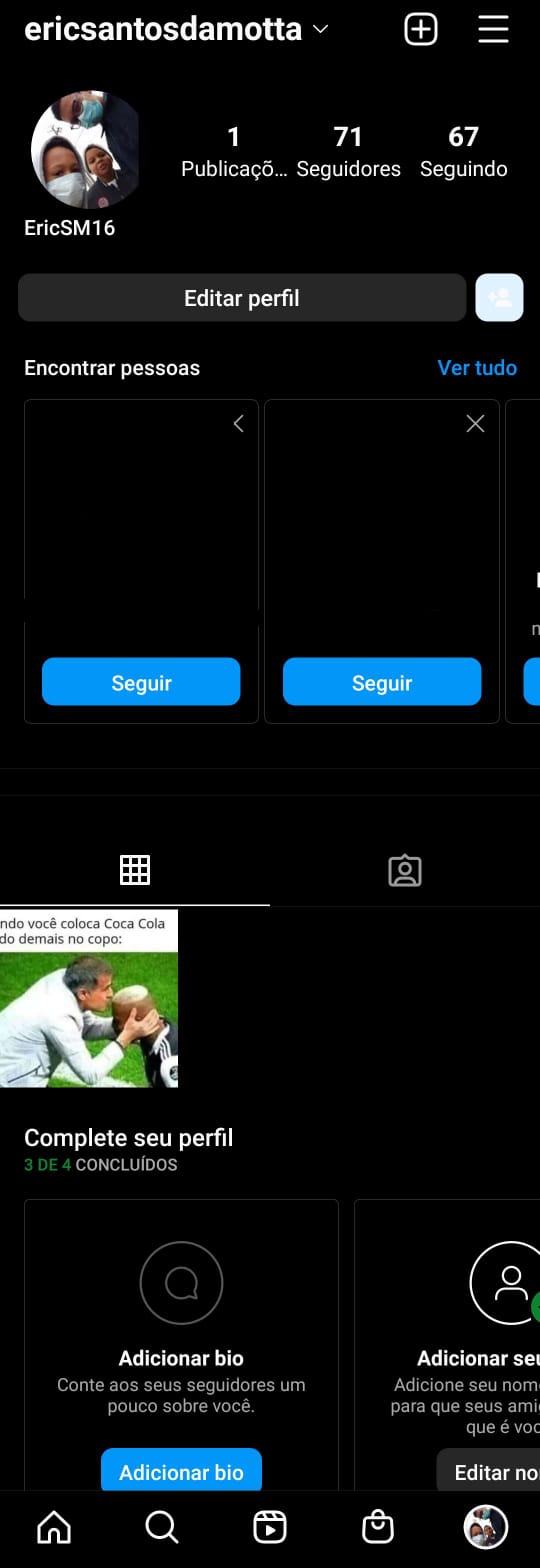 ericsantosdamotta
1 71 67
Publicaçõ... Seguidores Seguindo
EricSM16
Editar perfil
Encontrar pessoas Ver tudo
Seguir Seguir
ndo você coloca Coca Cola
do demais no copo:
Complete seu perfil
3 DE 4 CONCLUÍDOS
Adicionar bio
Conte aos seus seguidores um
pouco sobre você.
Adicionar bio
Adicionar seu
Adicione seu nome
para que seus ami
que é voc
Editar no